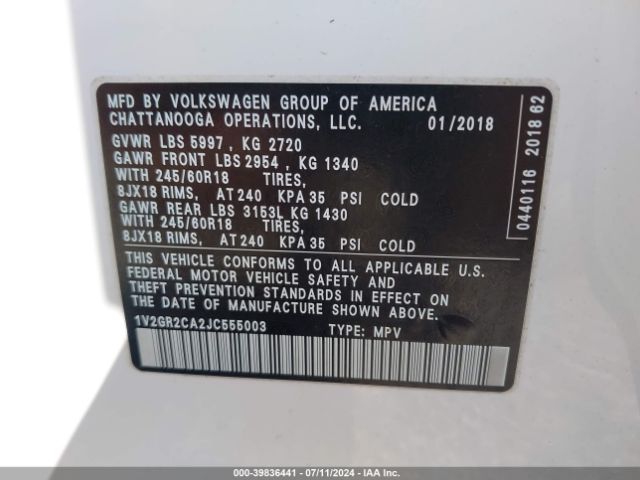 MFD BY VOLKSWAGEN GROUP OF AMERICA
CHATTANOOGA OPERATIONS, LLC. 01/2018
GVWR LBS 5997 , KG 2720
GAWR FRONT LBS 2954 , KG 1340
WITH 245/60R18 TIRES,
8JX18 RIMS, AT 240 KPA 35 PSI COLD
GAWR REAR LBS 3153L KG 1430
WITH 245/60R18 TIRES,
8JX18 RIMS, AT 240 KPA 35 PSI COLD
THIS VEHICLE CONFORMS TO ALL APPLICABLE U.S.
FEDERAL MOTOR VEHICLE SAFETY AND
THEFT PREVENTION STANDARDS IN EFFECT ON
THE DATE OF MANUFACTURE SHOWN ABOVE.
1V2GR2CA2JC555003 TYPE: MPV
0440116 2018 62
000-39836441 - 07/11/2024 - IAAI.COM